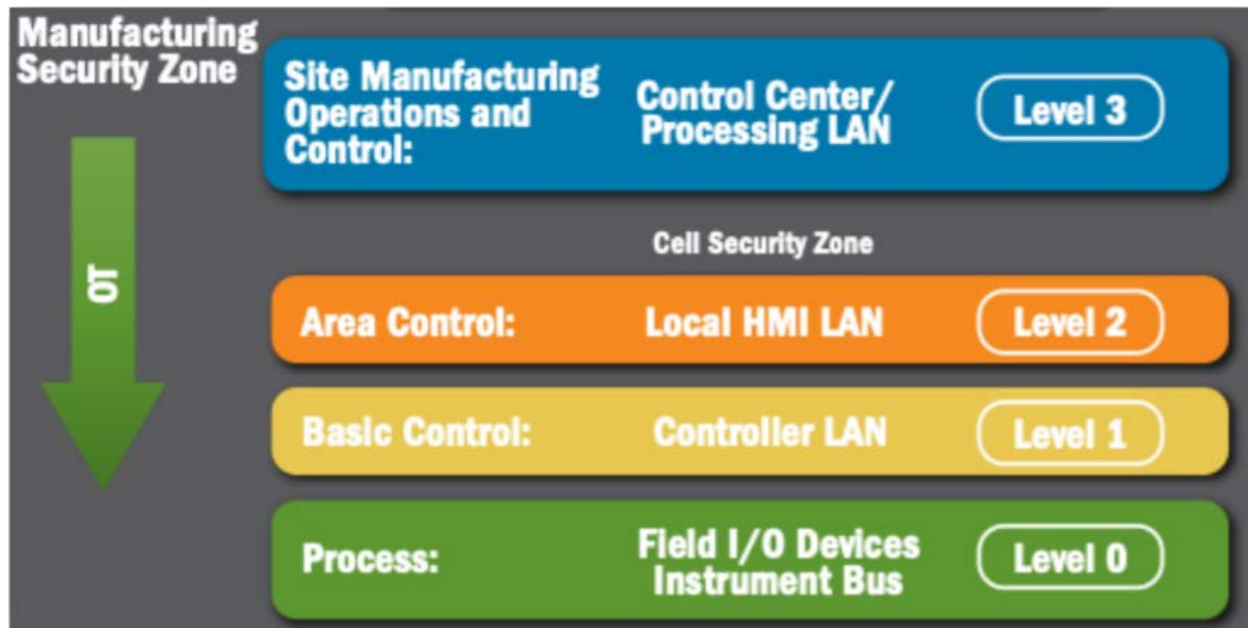 Manufacturing
Security Zone
Site Manufacturing
Operations and
Control:
Control Center/
Processing LAN
Level 3
OT
Cell Security Zone
Area Control:
Local HMI LAN
Level 2
Basic Control:
Controller LAN
Level 1
Process:
Field I/O Devices
Instrument Bus
Level 0